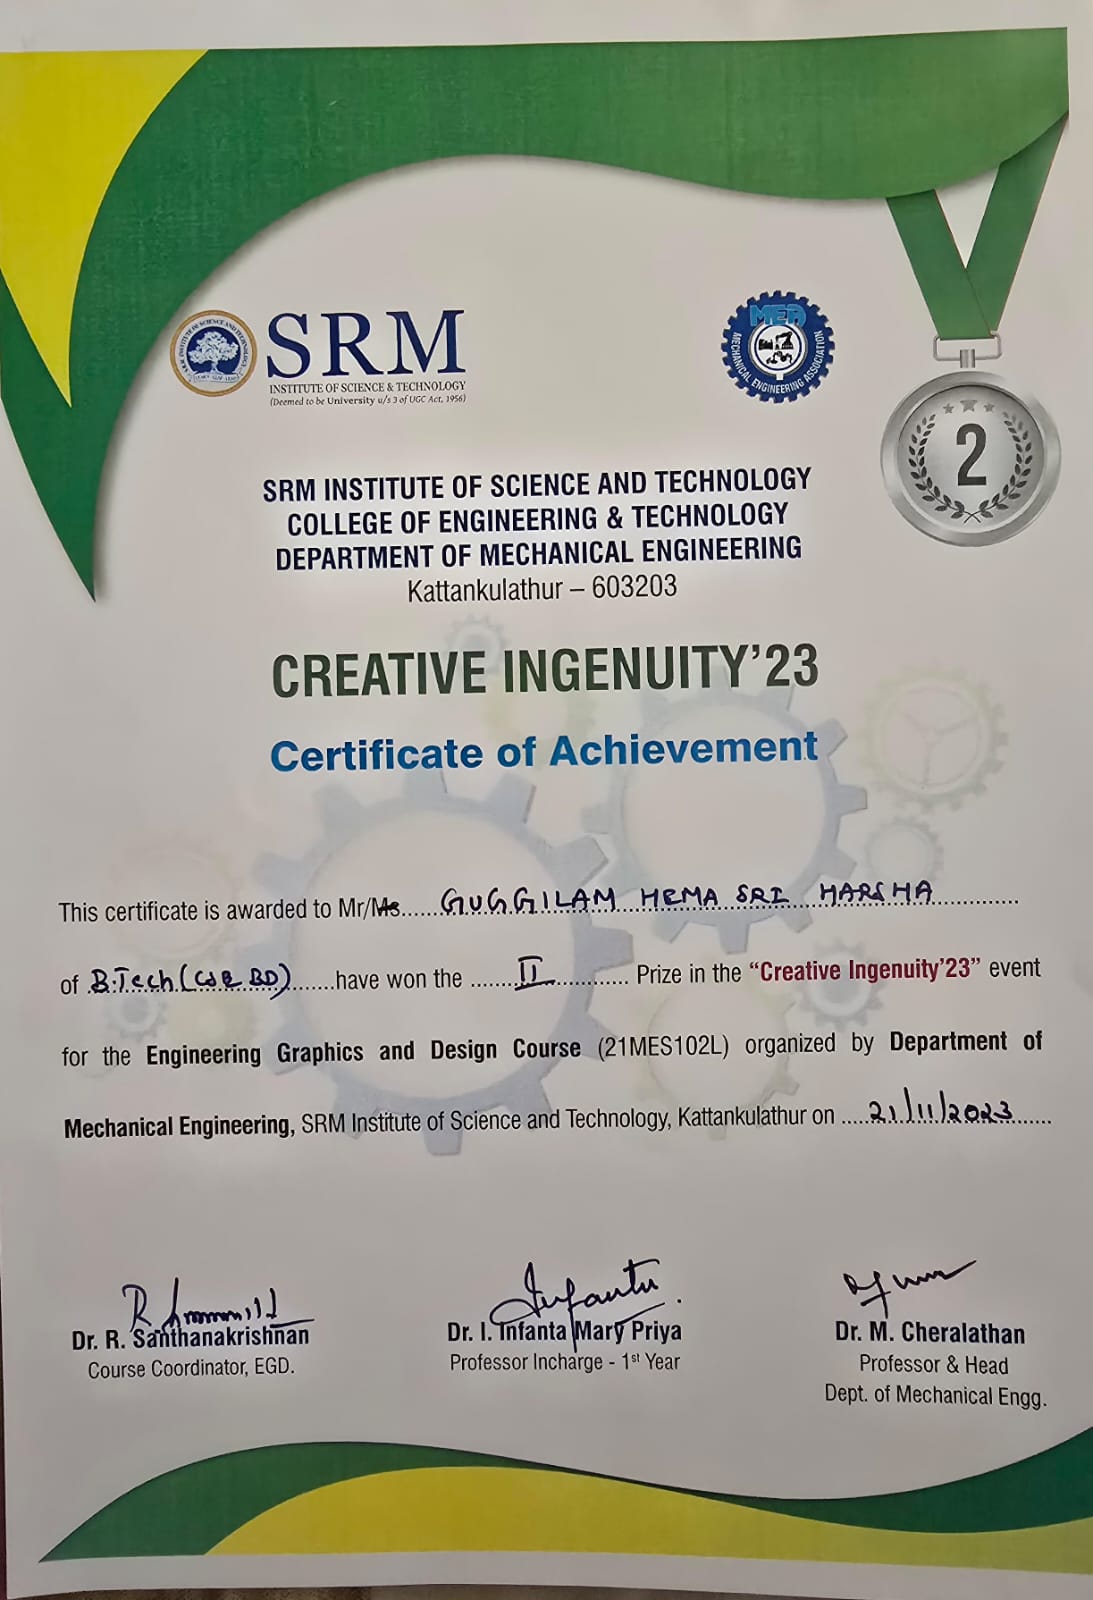 SRM
INSTITUTE OF SCIENCE & TECHNOLOGY
(Deemed to be University u/s 3 of UGC Act, 1956)
MEA
MECHANICAL ENGINEERING ASSOCIATION
2
SRM INSTITUTE OF SCIENCE AND TECHNOLOGY
COLLEGE OF ENGINEERING & TECHNOLOGY
DEPARTMENT OF MECHANICAL ENGINEERING
Kattankulathur – 603203
CREATIVE INGENUITY'23
Certificate of Achievement
This certificate is awarded to Mr/Ms..... GUGGILAM HEMA SRI HARSHA
of B.Tech (CSE BD) have won the II Prize in the “Creative Ingenuity'23” event
for the Engineering Graphics and Design Course (21MES102L) organized by Department of
Mechanical Engineering, SRM Institute of Science and Technology, Kattankulathur on 21/11/2023
Dr. R. Santhanakrishnan
Course Coordinator, EGD.
Dr. I. Infanta Mary Priya
Professor Incharge - 1st Year
Dr. M. Cheralathan
Professor & Head
Dept. of Mechanical Engg.